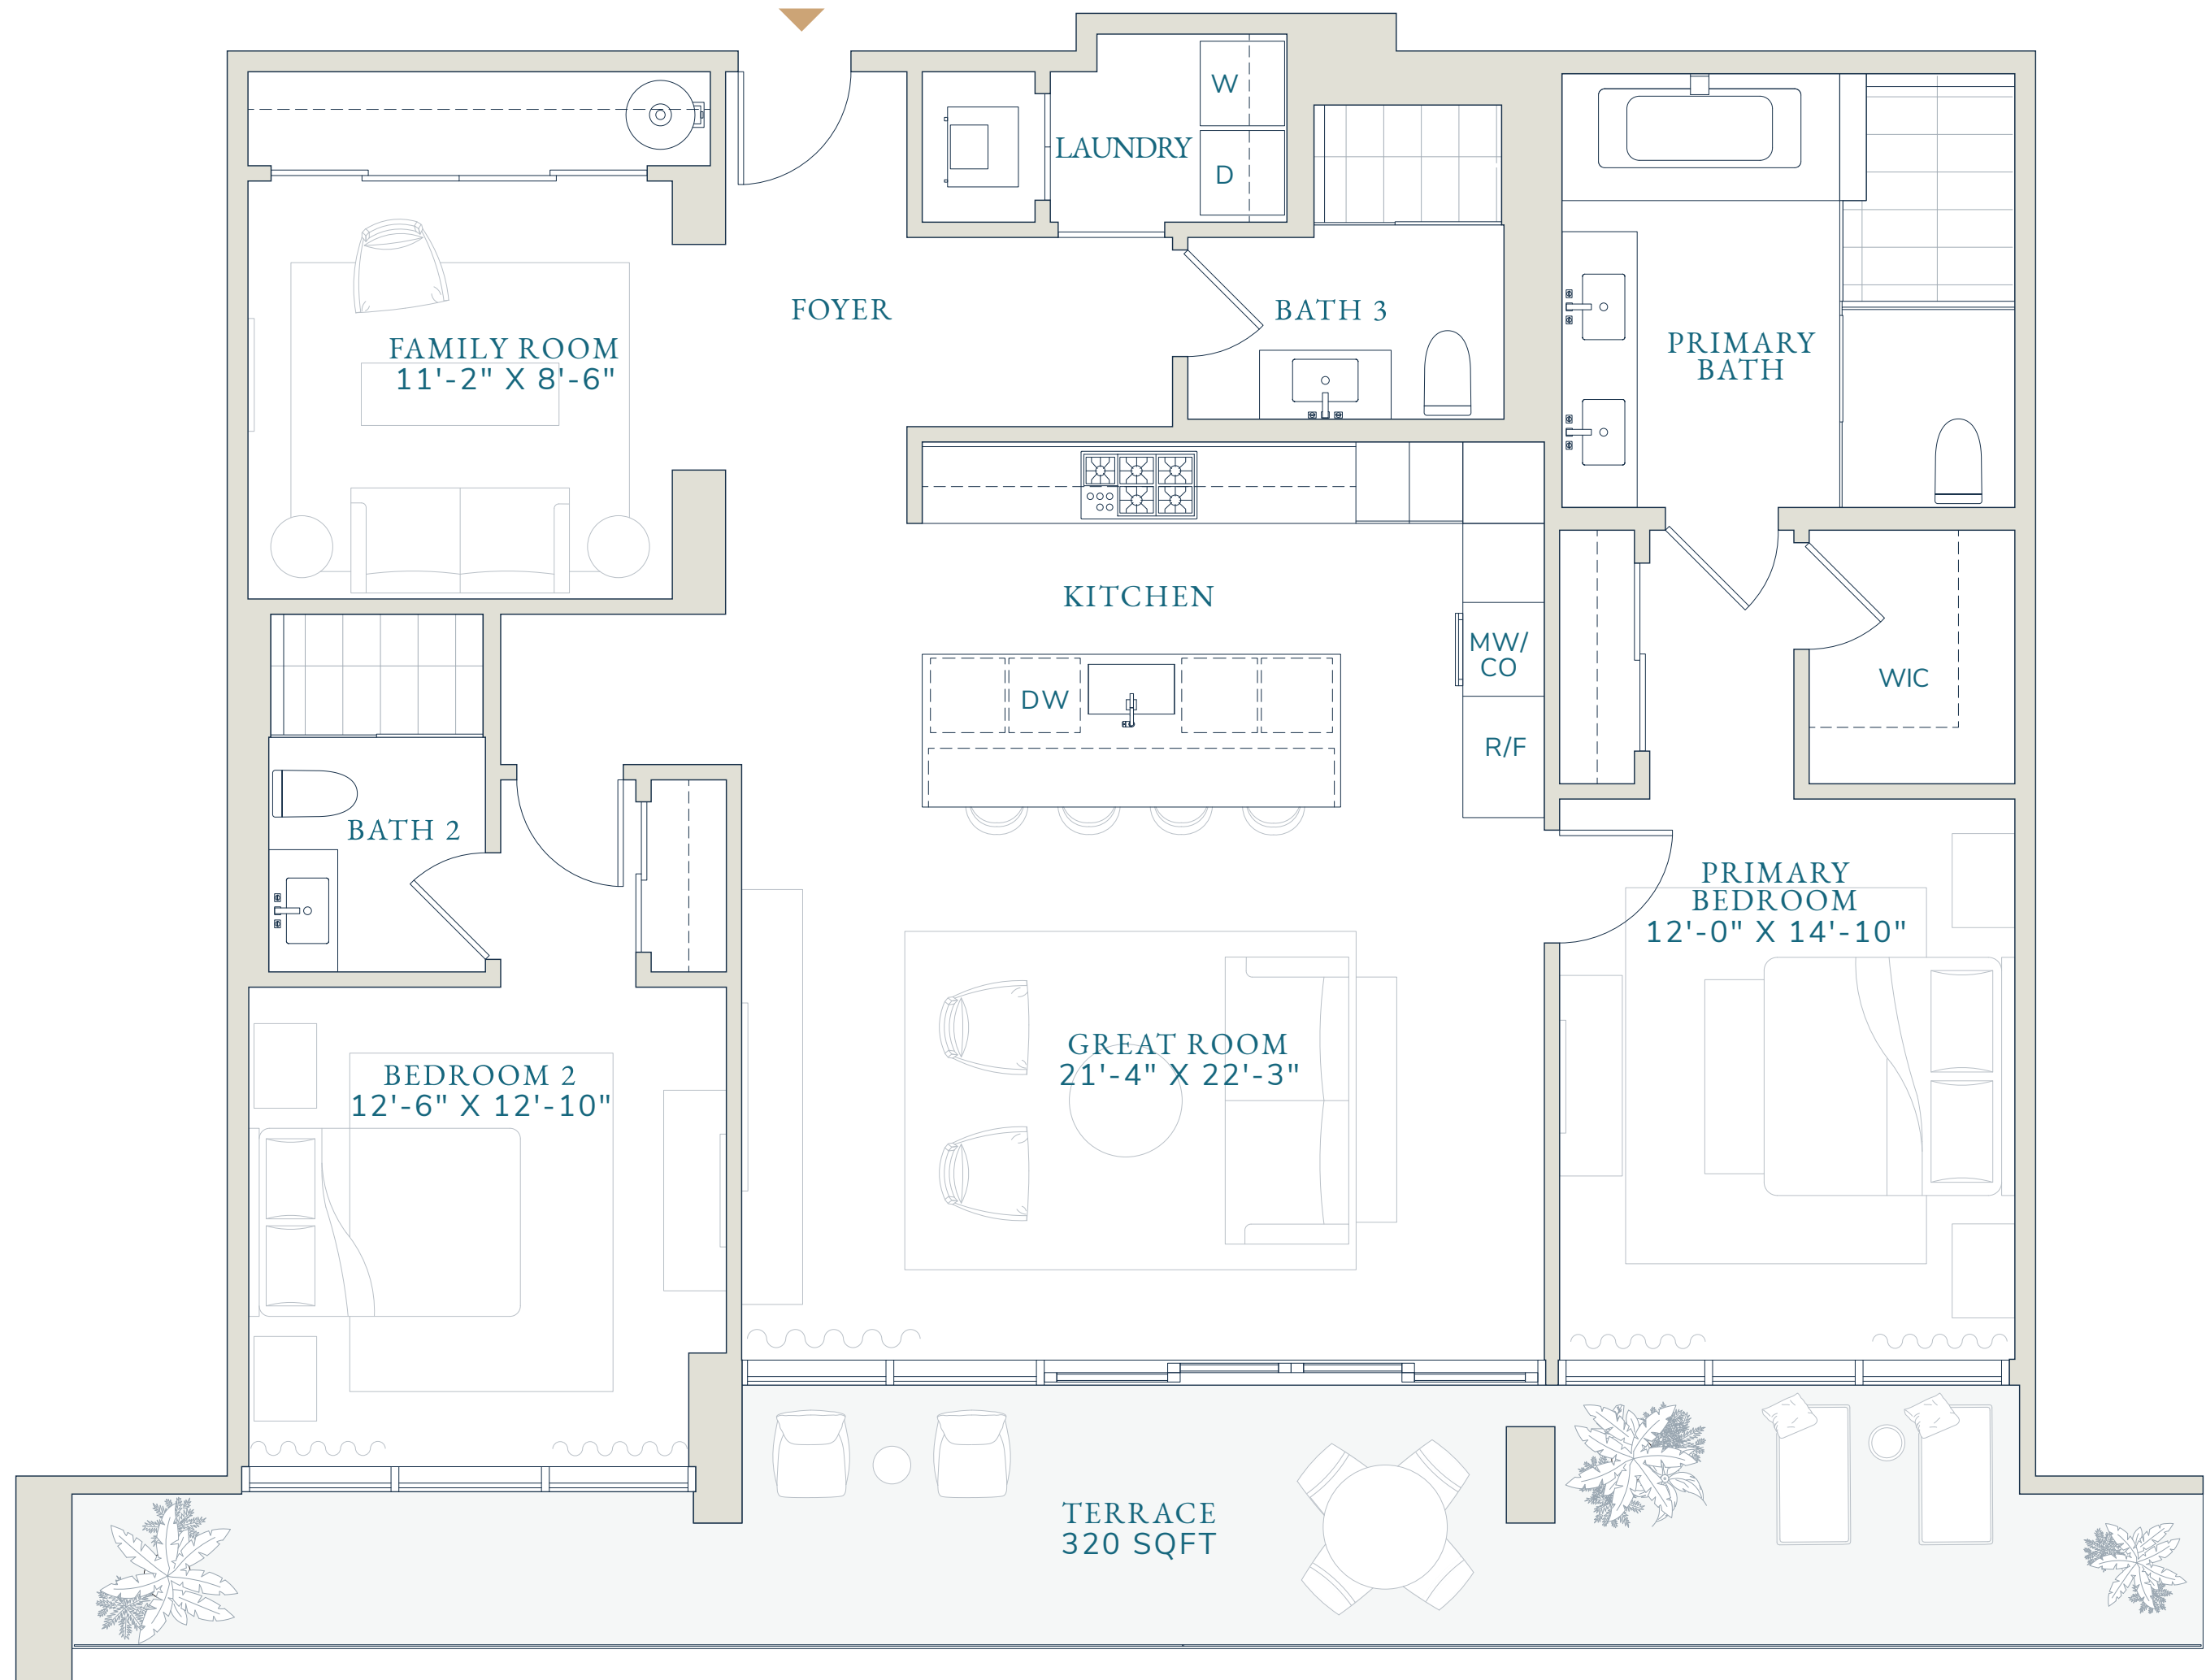 W
LAUNDRY
D
FOYER
BATH 3
FAMILY ROOM
11'-2" X 8'-6"
PRIMARY
BATH
KITCHEN
MW/
CO
DW
R/F
WIC
BATH 2
PRIMARY
BEDROOM
12'-0" X 14'-10"
GREAT ROOM
21'-4" X 22'-3"
BEDROOM 2
12'-6" X 12'-10"
TERRACE
320 SQFT